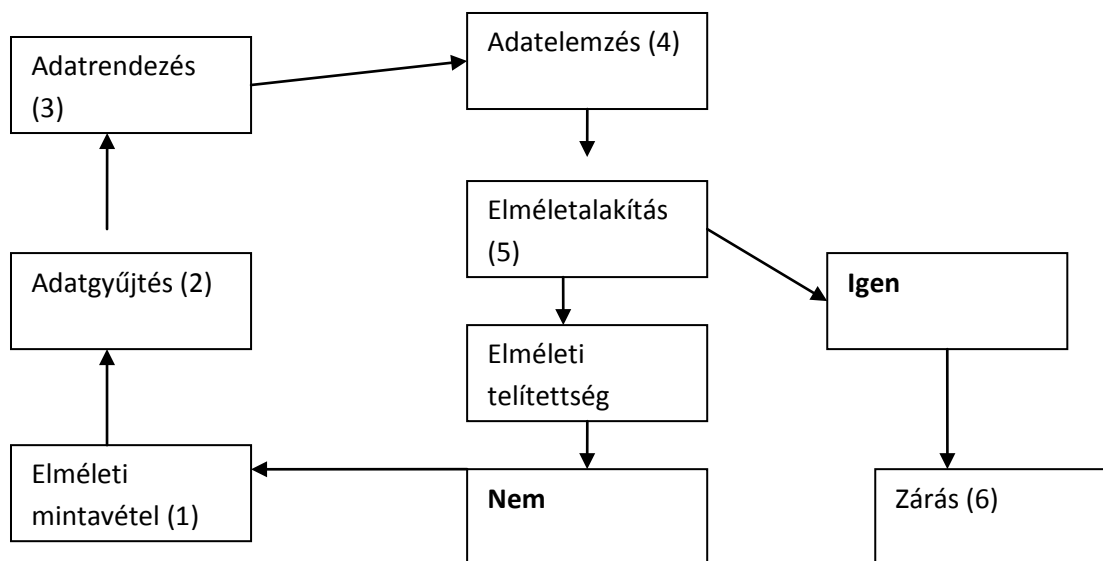 Adatelemzés (4)
Adatrendezés
(3)
Elméletalakítás
(5)
Adatgyűjtés (2)
Igen
Elméleti
telítettség
Elméleti
mintavétel (1)
Nem
Zárás (6)